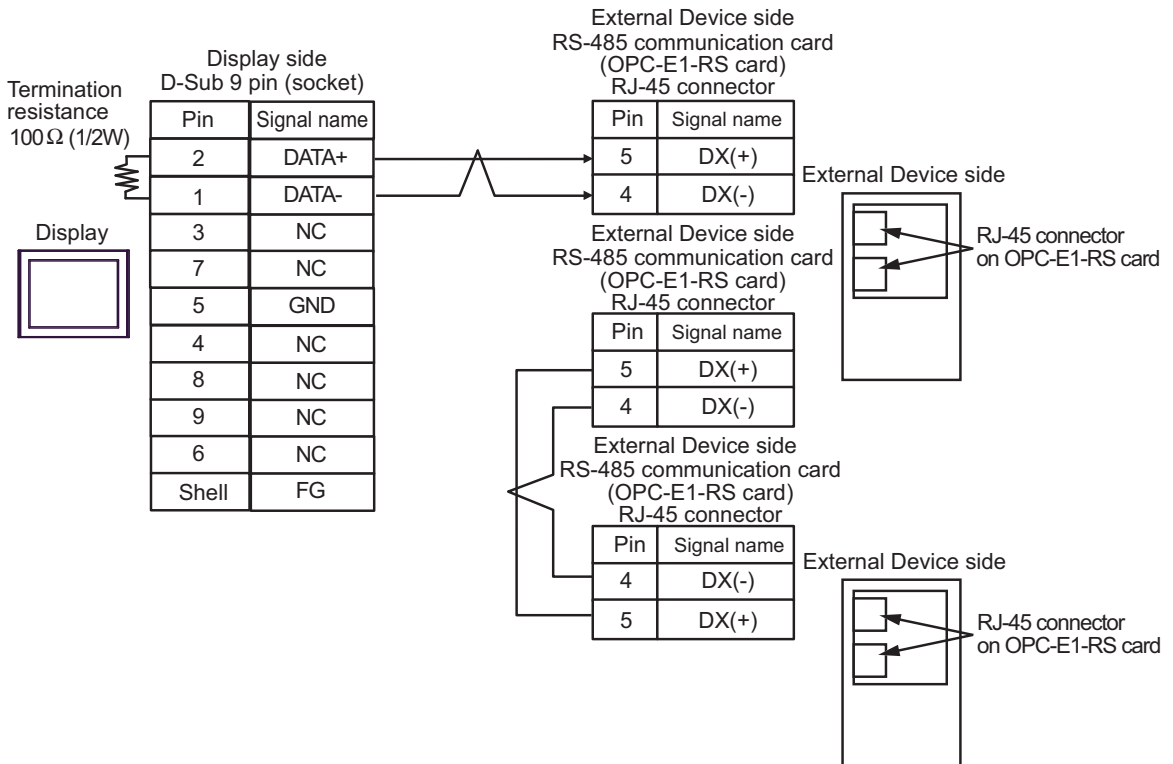 Termination
resistance
100Ω (1/2W)
Display
Display side
D-Sub 9 pin (socket)
Pin Signal name
2 DATA+
1 DATA-
3 NC
7 NC
5 GND
4 NC
8 NC
9 NC
6 NC
Shell FG
External Device side
RS-485 communication card
(OPC-E1-RS card)
RJ-45 connector
Pin Signal name
5 DX(+)
4 DX(-)
External Device side
RJ-45 connector
on OPC-E1-RS card
External Device side
RS-485 communication card
(OPC-E1-RS card)
RJ-45 connector
Pin Signal name
5 DX(+)
4 DX(-)
External Device side
RS-485 communication card
(OPC-E1-RS card)
RJ-45 connector
Pin Signal name
4 DX(-)
5 DX(+)
External Device side
RJ-45 connector
on OPC-E1-RS card